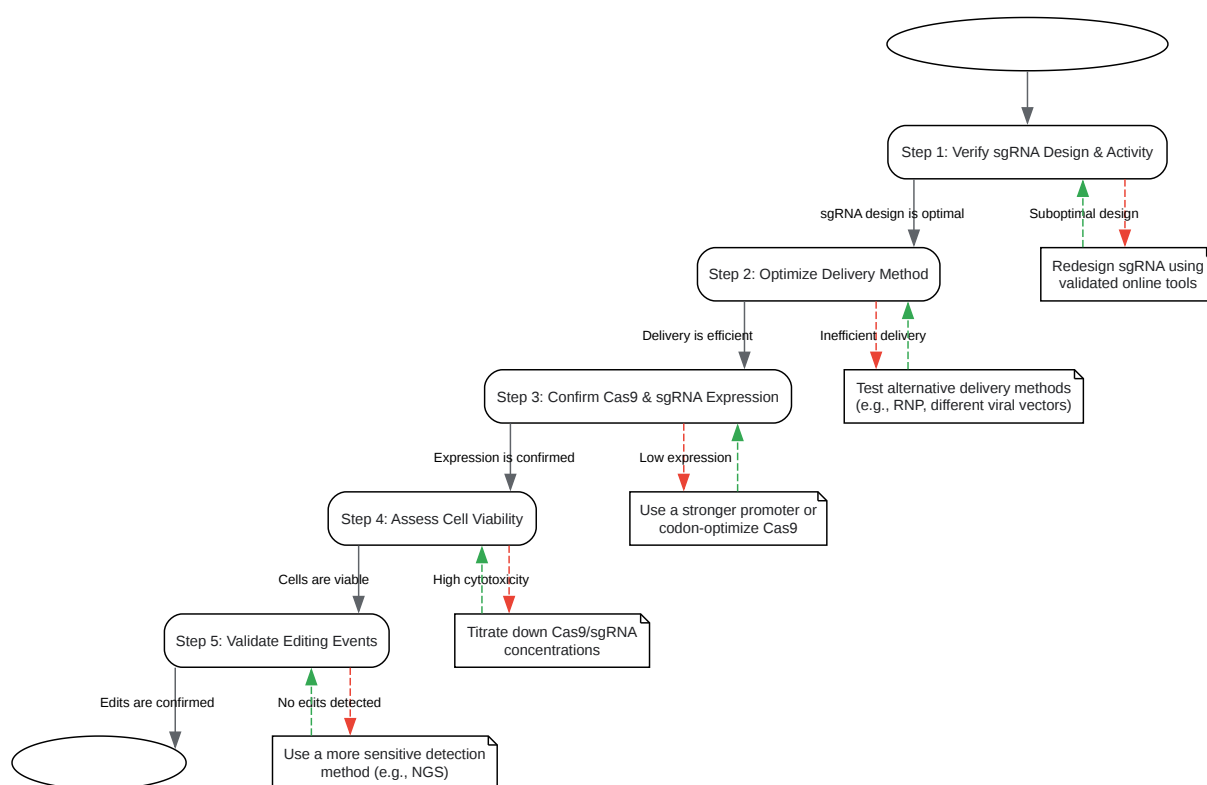 Step 1: Verify sgRNA Design & Activity
sgRNA design is optimal
Suboptimal design
Redesign sgRNA using
validated online tools
Step 2: Optimize Delivery Method
Delivery is efficient
Inefficient delivery
Test alternative delivery methods
(e.g., RNP, different viral vectors)
Step 3: Confirm Cas9 & sgRNA Expression
Expression is confirmed
Low expression
Use a stronger promoter or
codon-optimize Cas9
Step 4: Assess Cell Viability
Cells are viable
High cytotoxicity
Titrate down Cas9/sgRNA
concentrations
Step 5: Validate Editing Events
Edits are confirmed
No edits detected
Use a more sensitive detection
method (e.g., NGS)